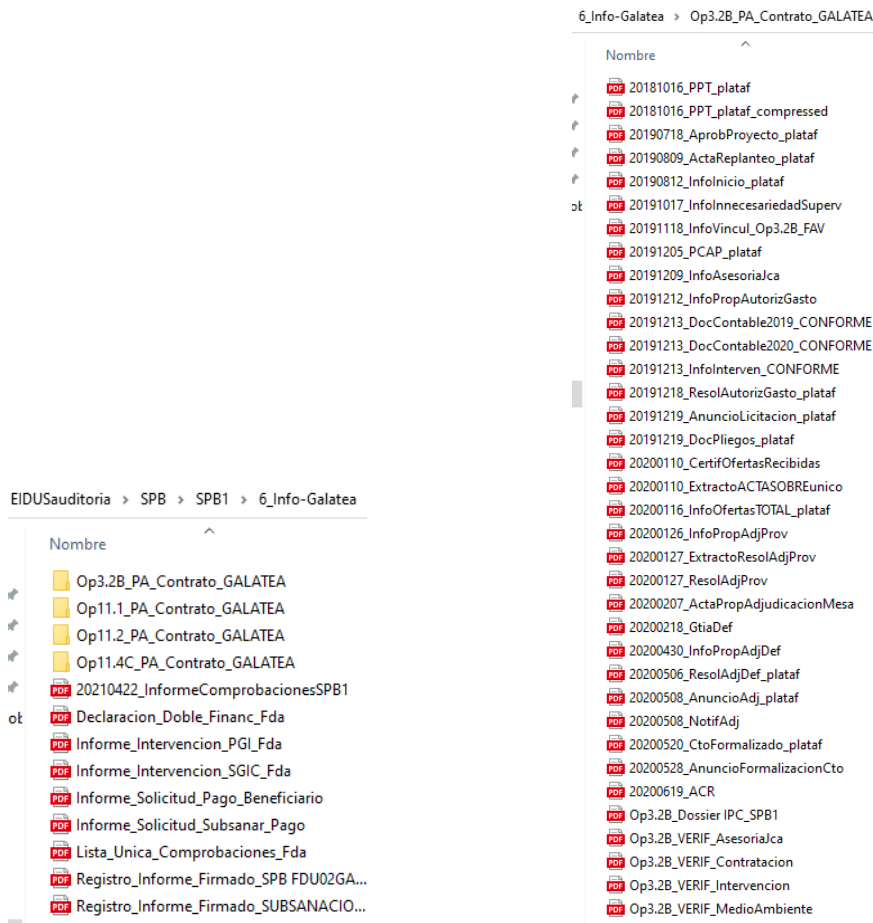 EIDUSauditoria > SPB > SPB1 > 6_Info-Galatea
Nombre
Op3.2B_PA_Contrato_GALATEA
Op11.1_PA_Contrato_GALATEA
Op11.2_PA_Contrato_GALATEA
Op11.4C_PA_Contrato_GALATEA
20210422_InformeComprobacionesSPB1
Declaracion_Doble_Financ_Fda
Informe_Intervencion_PGI_Fda
Informe_Intervencion_SGIC_Fda
Informe_Solicitud_Pago_Beneficiario
Informe_Solicitud_Subsanar_Pago
Lista_Unica_Comprobaciones_Fda
Registro_Informe_Firmado_SPB FDU02GA...
Registro_Informe_Firmado_SUBSANACIO...
6_Info-Galatea > Op3.2B_PA_Contrato_GALATEA
Nombre
20181016_PPT_plataf
20181016_PPT_plataf_compressed
20190718_AprobProyecto_plataf
20190809_ActaReplanteo_plataf
20190812_InfoInicio_plataf
20191017_InfoInnecesariedadSuperv
20191118_InfoVincul_Op3.2B_FAV
20191205_PCAP_plataf
20191209_InfoAsesoriaJca
20191212_InfoPropAutorizGasto
20191213_DocContable2019_CONFORME
20191213_DocContable2020_CONFORME
20191213_InfoInterven_CONFORME
20191218_ResolAutorizGasto_plataf
20191219_AnuncioLicitacion_plataf
20191219_DocPliegos_plataf
20200110_CertifOfertasRecibidas
20200110_ExtractoACTASOBREunico
20200116_InfoOfertasTOTAL_plataf
20200126_InfoPropAdjProv
20200127_ExtractoResolAdjProv
20200127_ResolAdjProv
20200207_ActaPropAdjudicacionMesa
20200218_GtiaDef
20200430_InfoPropAdjDef
20200506_ResolAdjDef_plataf
20200508_AnuncioAdj_plataf
20200508_NotifAdj
20200520_CtoFormalizado_plataf
20200528_AnuncioFormalizacionCto
20200619_ACR
Op3.2B_Dossier IPC_SPB1
Op3.2B_VERIF_AsesoriaJca
Op3.2B_VERIF_Contratacion
Op3.2B_VERIF_Intervencion
Op3.2B_VERIF_MedioAmbiente